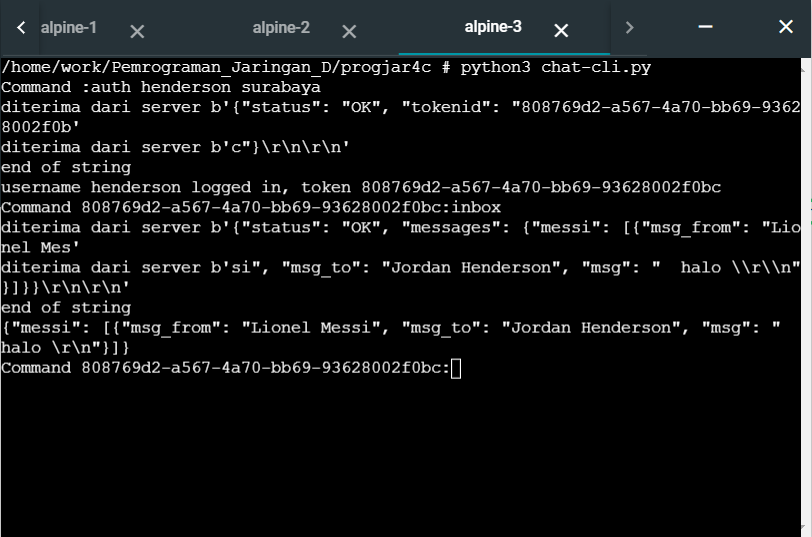 alpine-1
alpine-2
alpine-3
/home/work/Pemrograman_Jaringan_D/progjar4c # python3 chat-cli.py
Command :auth henderson surabaya
diterima dari server b'{"status": "OK", "tokenid": "808769d2-a567-4a70-bb69-9362
8002f0b'
diterima dari server b'c"}\r\n\r\n'
end of string
username henderson logged in, token 808769d2-a567-4a70-bb69-93628002f0bc
Command 808769d2-a567-4a70-bb69-93628002f0bc:inbox
diterima dari server b'{"status": "OK", "messages": {"messi": [{"msg_from": "Lio
nel Mes'
diterima dari server b'si", "msg_to": "Jordan Henderson", "msg": "  halo \\r\\n"
}]}}\r\n\r\n'
end of string
{"messi": [{"msg_from": "Lionel Messi", "msg_to": "Jordan Henderson", "msg": "
halo \r\n"}]}
Command 808769d2-a567-4a70-bb69-93628002f0bc: